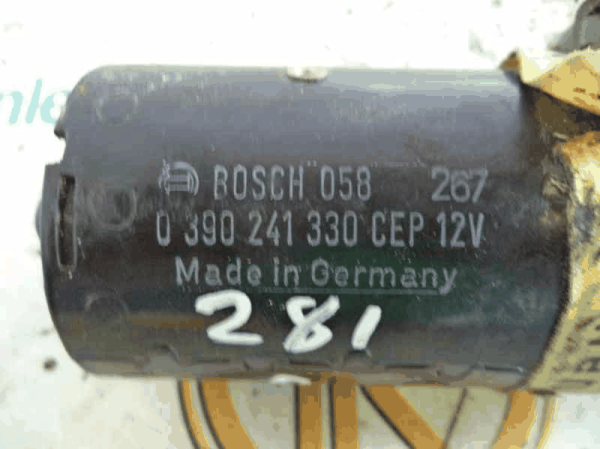 BOSCH 058 267
0 390 241 330 CEP 12V
Made in Germany
281